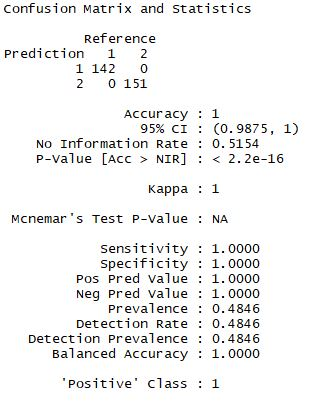 Confusion Matrix and Statistics
Reference
Prediction 1 2
1 142 0
2 0 151
Accuracy : 1
95% CI : (0.9875, 1)
No Information Rate : 0.5154
P-Value [Acc > NIR] : < 2.2e-16
Kappa : 1
Mcnemar's Test P-Value : NA
Sensitivity : 1.0000
Specificity : 1.0000
Pos Pred Value : 1.0000
Neg Pred Value : 1.0000
Prevalence : 0.4846
Detection Rate : 0.4846
Detection Prevalence : 0.4846
Balanced Accuracy : 1.0000
'Positive' Class : 1